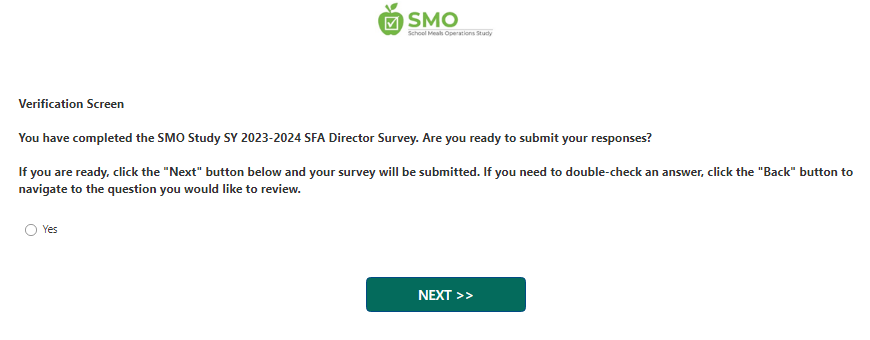 SMO
School Meals Operations Study
Verification Screen
You have completed the SMO Study SY 2023-2024 SFA Director Survey. Are you ready to submit your responses?
If you are ready, click the "Next" button below and your survey will be submitted. If you need to double-check an answer, click the "Back" button to
navigate to the question you would like to review.
Yes
NEXT >>